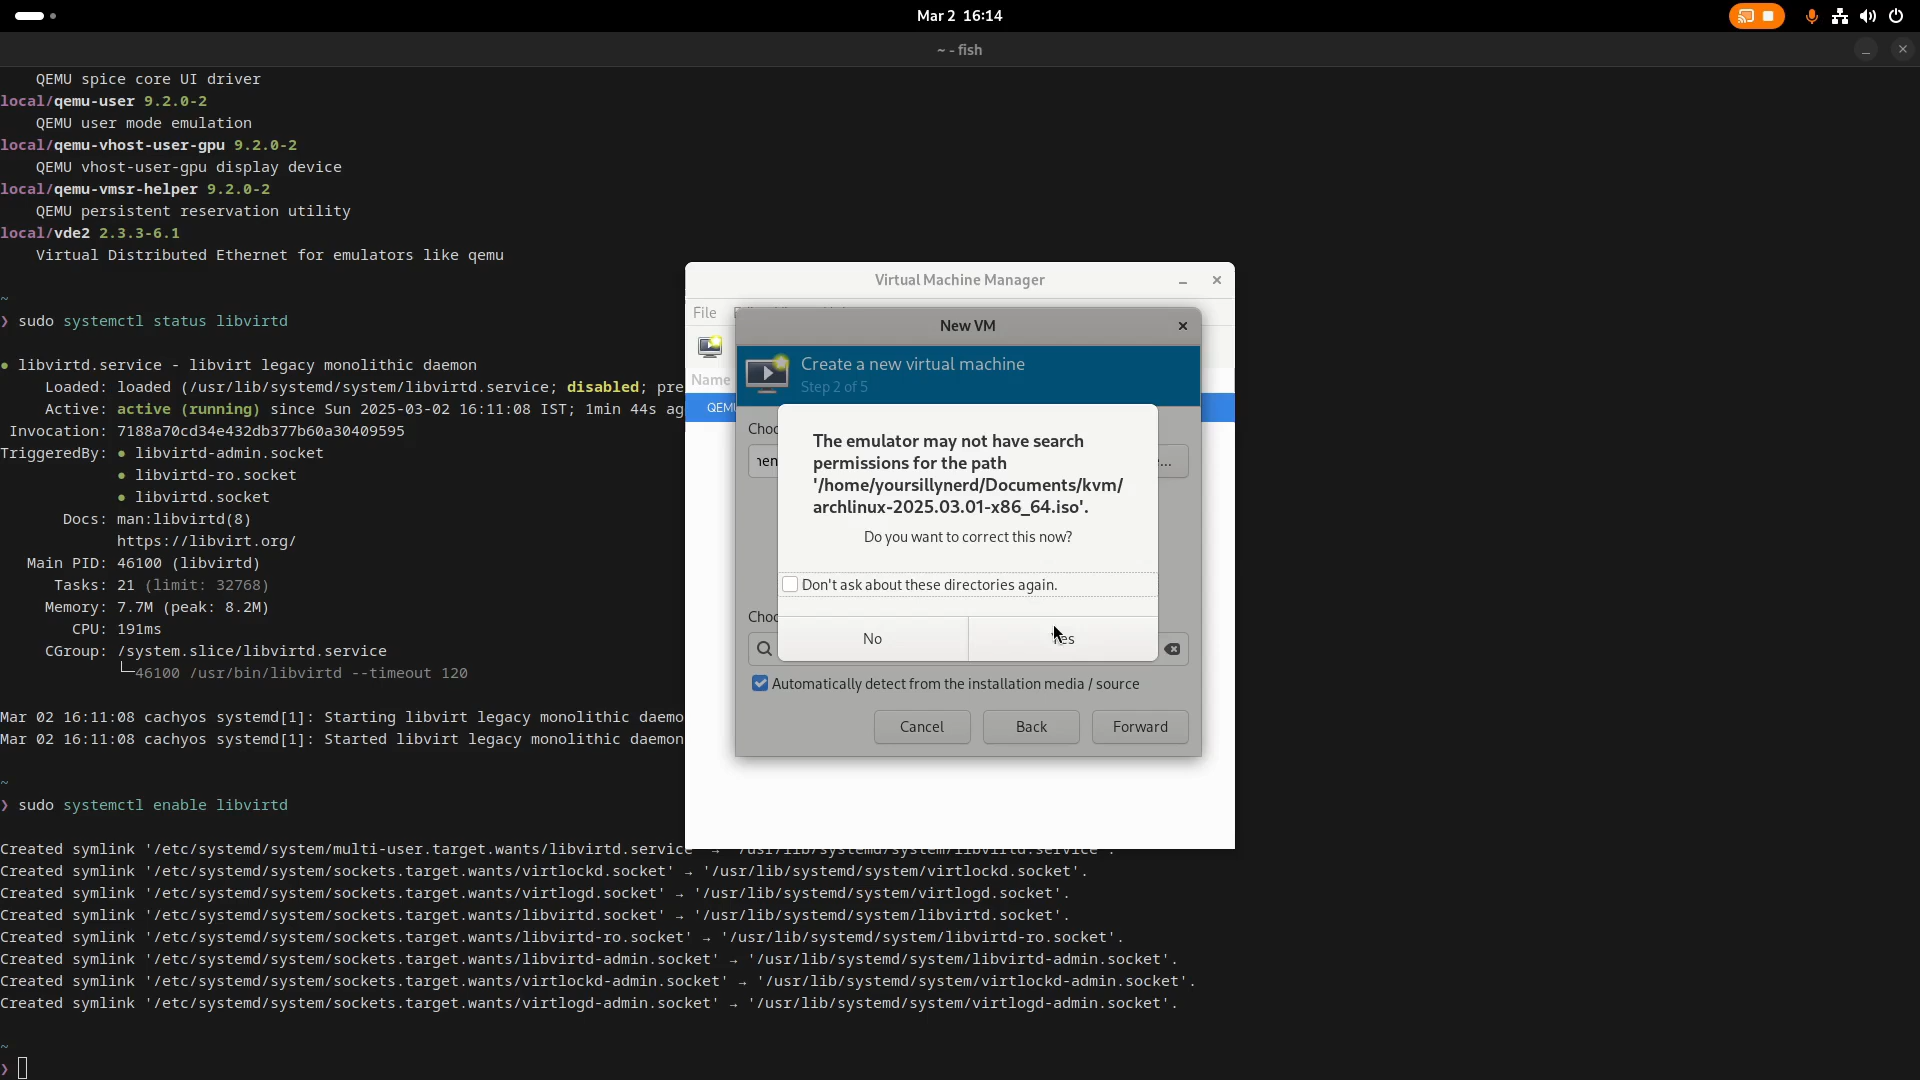 Mar 2 16:14
~ - fish
QEMU spice core UI driver
local/qemu-user 9.2.0-2
QEMU user mode emulation
local/qemu-vhost-user-gpu 9.2.0-2
QEMU vhost-user-gpu display device
local/qemu-vmsr-helper 9.2.0-2
QEMU persistent reservation utility
local/vde2 2.3.3-6.1
Virtual Distributed Ethernet for emulators like qemu
~
❯ sudo systemctl status libvirtd
● libvirtd.service - libvirt legacy monolithic daemon
Loaded: loaded (/usr/lib/systemd/system/libvirtd.service; disabled; pre
Active: active (running) since Sun 2025-03-02 16:11:08 IST; 1min 44s ag
Invocation: 7188a70cd34e432db377b60a30409595
TriggeredBy: ● libvirtd-admin.socket
● libvirtd-ro.socket
● libvirtd.socket
Docs: man:libvirtd(8)
https://libvirt.org/
Main PID: 46100 (libvirtd)
Tasks: 21 (limit: 32768)
Memory: 7.7M (peak: 8.2M)
CPU: 191ms
CGroup: /system.slice/libvirtd.service
└─46100 /usr/bin/libvirtd --timeout 120
Mar 02 16:11:08 cachyos systemd[1]: Starting libvirt legacy monolithic daemo
Mar 02 16:11:08 cachyos systemd[1]: Started libvirt legacy monolithic daemon
~
❯ sudo systemctl enable libvirtd
Created symlink '/etc/systemd/system/multi-user.target.wants/libvirtd.service' → '/usr/lib/systemd/system/libvirtd.service'.
Created symlink '/etc/systemd/system/sockets.target.wants/virtlockd.socket' → '/usr/lib/systemd/system/virtlockd.socket'.
Created symlink '/etc/systemd/system/sockets.target.wants/virtlogd.socket' → '/usr/lib/systemd/system/virtlogd.socket'.
Created symlink '/etc/systemd/system/sockets.target.wants/libvirtd.socket' → '/usr/lib/systemd/system/libvirtd.socket'.
Created symlink '/etc/systemd/system/sockets.target.wants/libvirtd-ro.socket' → '/usr/lib/systemd/system/libvirtd-ro.socket'.
Created symlink '/etc/systemd/system/sockets.target.wants/libvirtd-admin.socket' → '/usr/lib/systemd/system/libvirtd-admin.socket'.
Created symlink '/etc/systemd/system/sockets.target.wants/virtlockd-admin.socket' → '/usr/lib/systemd/system/virtlockd-admin.socket'.
Created symlink '/etc/systemd/system/sockets.target.wants/virtlogd-admin.socket' → '/usr/lib/systemd/system/virtlogd-admin.socket'.
~
❯
Virtual Machine Manager
File
Name
QEMU
New VM
Create a new virtual machine
Step 2 of 5
Choo
The emulator may not have search
permissions for the path
'/home/yoursillynerd/Documents/kvm/
archlinux-2025.03.01-x86_64.iso'.
Do you want to correct this now?
Don't ask about these directories again.
Choo
No
Yes
Automatically detect from the installation media / source
Cancel
Back
Forward